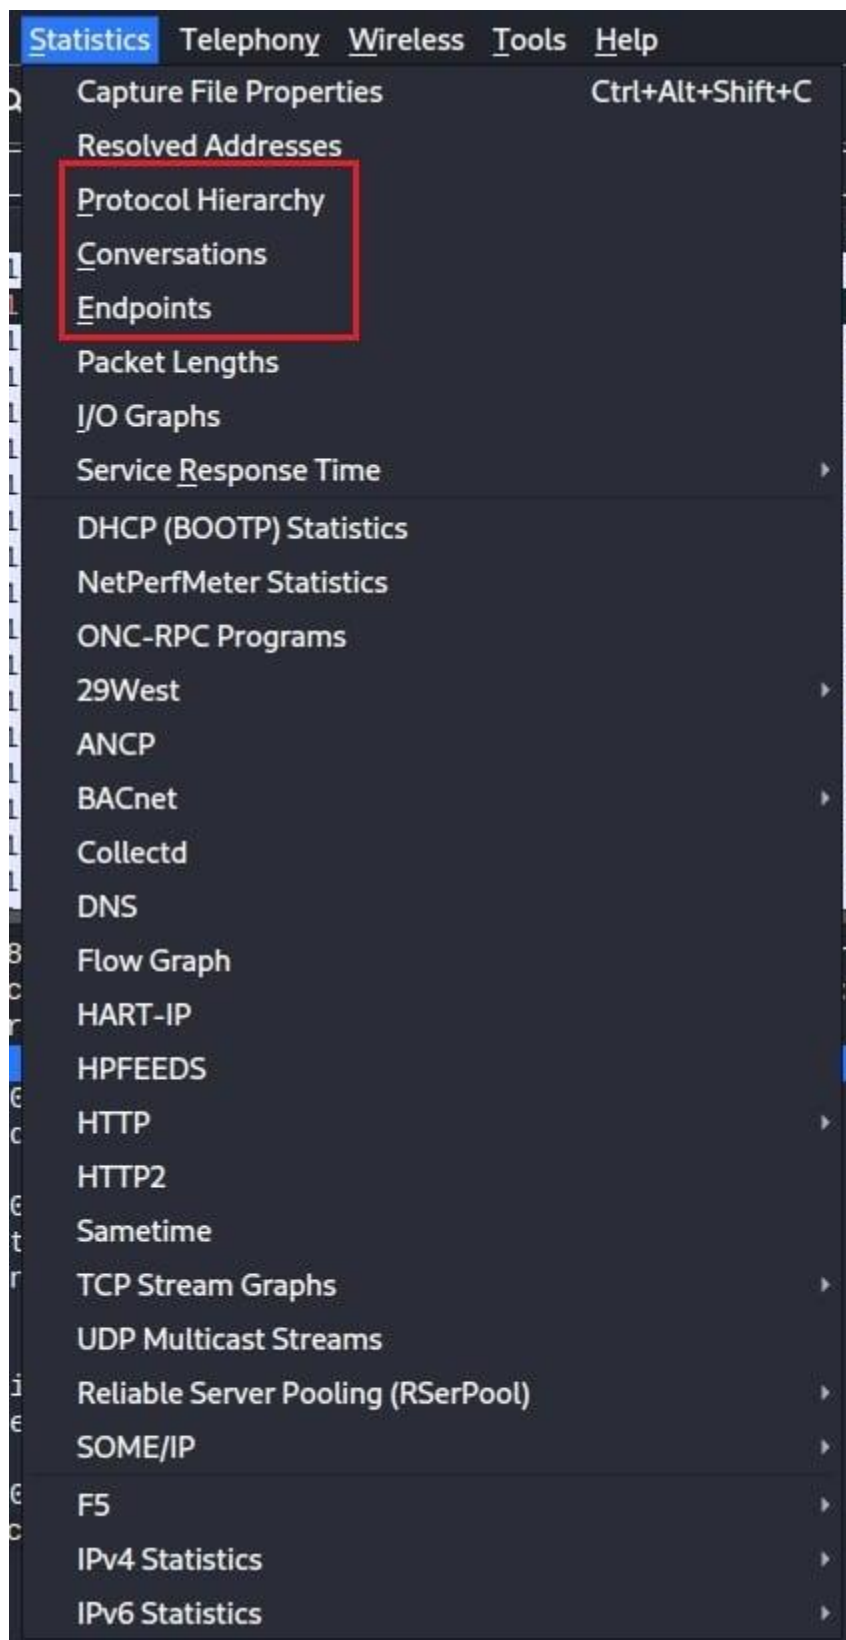 Statistics Telephony Wireless Tools Help
Capture File Properties Ctrl+Alt+Shift+C
Resolved Addresses
Protocol Hierarchy
Conversations
Endpoints
Packet Lengths
I/O Graphs
Service Response Time
DHCP (BOOTP) Statistics
NetPerfMeter Statistics
ONC-RPC Programs
29West
ANCP
BACnet
Collectd
DNS
Flow Graph
HART-IP
HPFEEDS
HTTP
HTTP2
Sametime
TCP Stream Graphs
UDP Multicast Streams
Reliable Server Pooling (RSerPool)
SOME/IP
F5
IPv4 Statistics
IPv6 Statistics